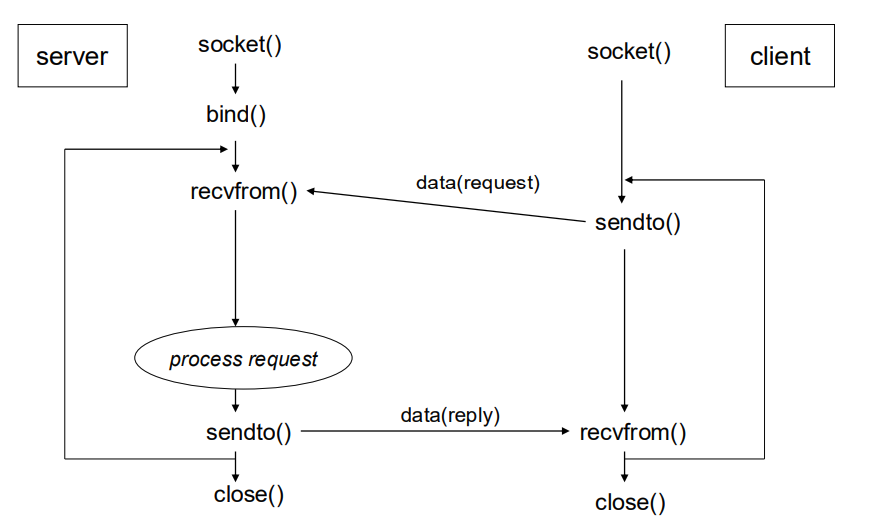 server
socket()
socket()
client
bind()
data(request)
recvfrom()
sendto()
process request
data(reply)
sendto()
recvfrom()
close()
close()